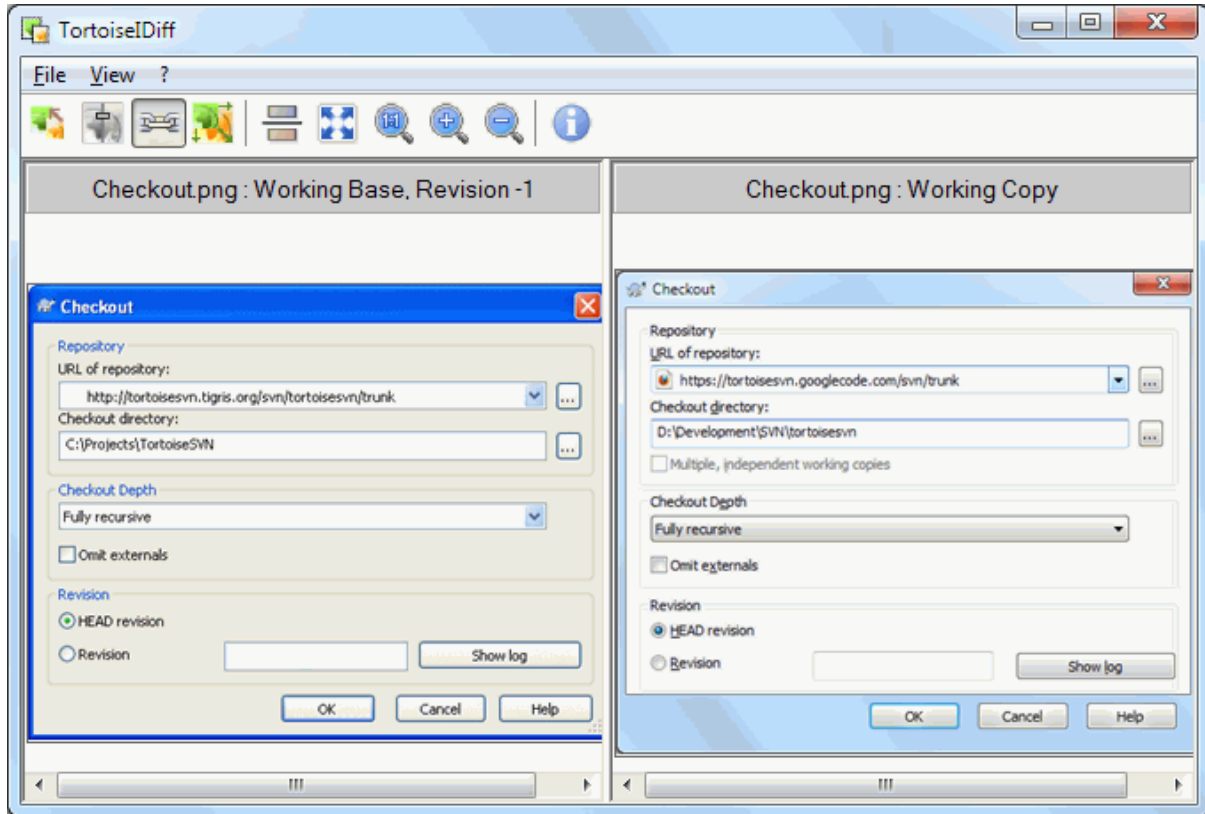 TortoiseIDiff
File View ?
1:1
Checkout.png : Working Base, Revision -1
Checkout
Repository
URL of repository:
http://tortoisesvn.tigris.org/svn/tortoisesvn/trunk
...
Checkout directory:
C:\Projects\TortoiseSVN
...
Checkout Depth
Fully recursive
Omit externals
Revision
HEAD revision
Revision
Show log
OK Cancel Help
Checkout.png : Working Copy
Checkout
Repository
URL of repository:
https://tortoisesvn.googlecode.com/svn/trunk
...
Checkout directory:
D:\Development\SVN\tortoisesvn
...
Multiple, independent working copies
Checkout Depth
Fully recursive
Omit externals
Revision
HEAD revision
Revision
Show log
OK Cancel Help